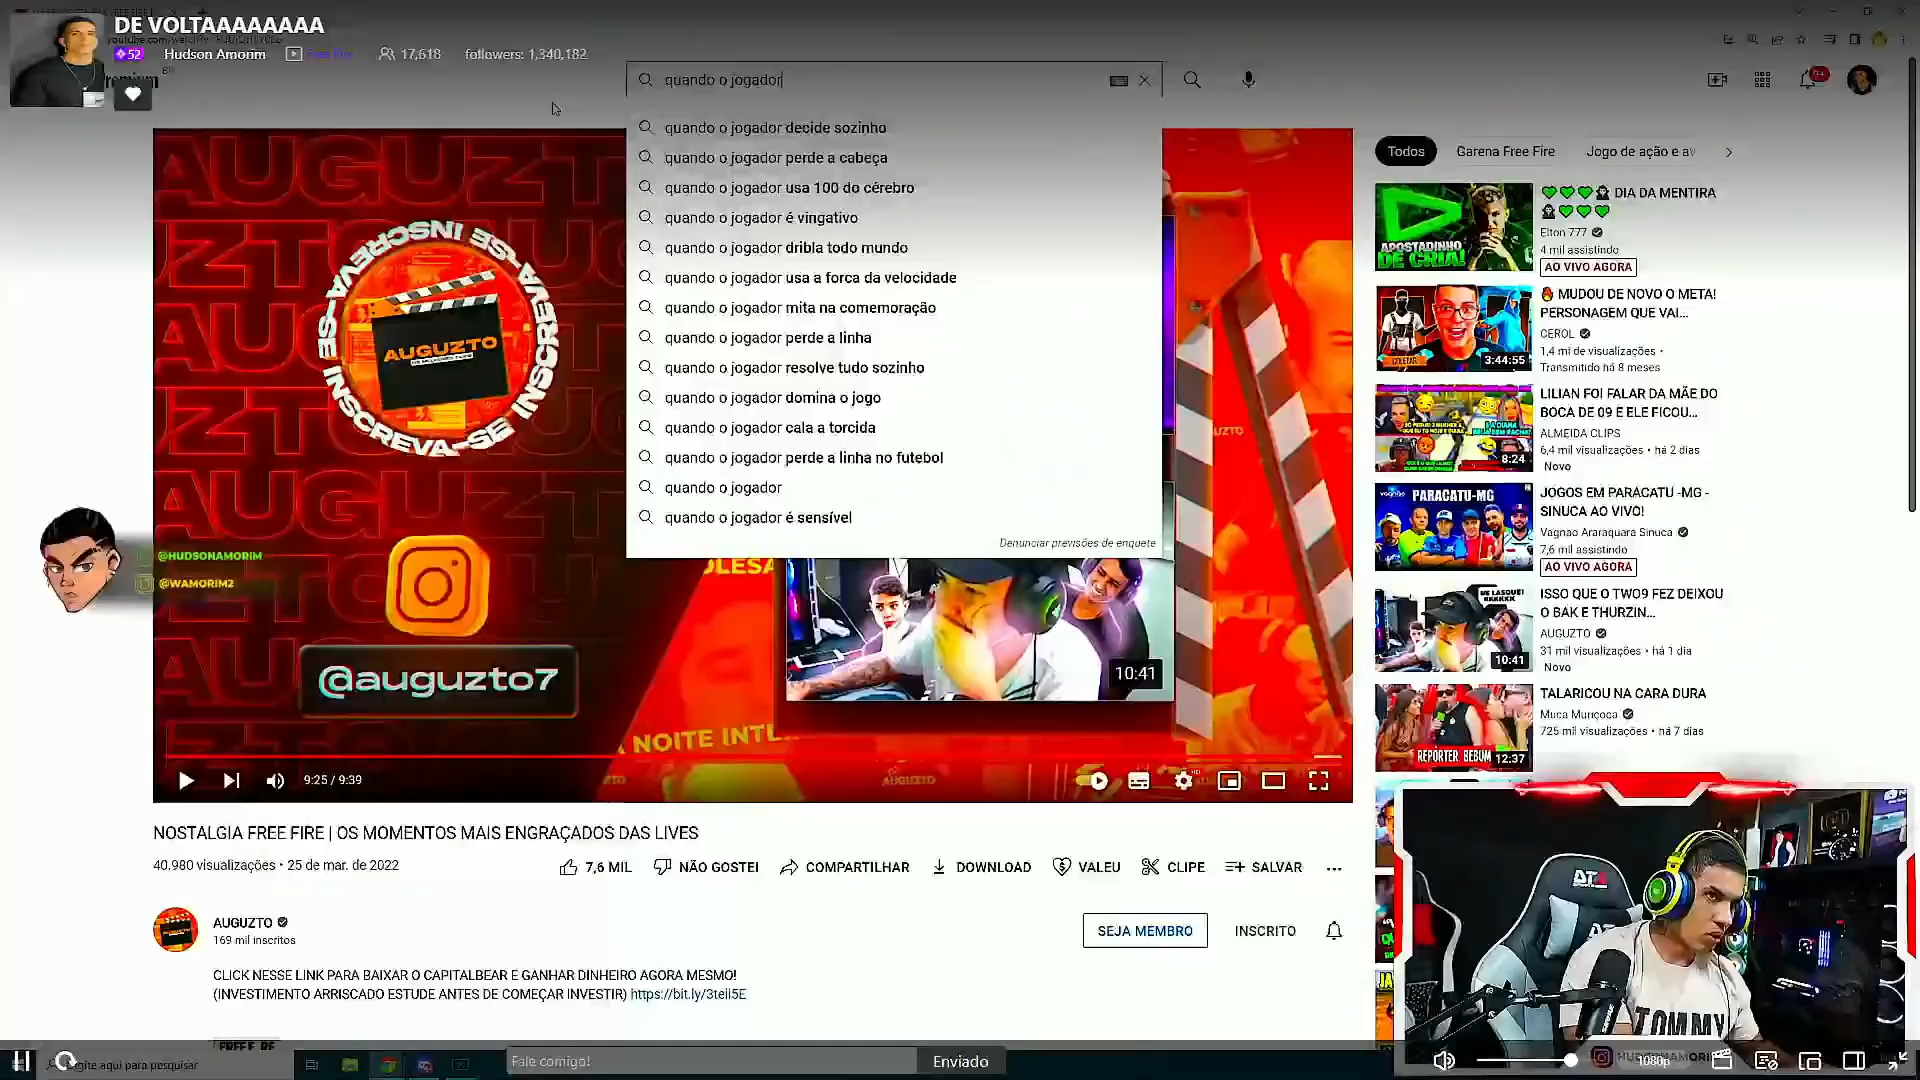 DE VOLTAAAAAAAA
52
Hudson Amorim
Free Fire
17,618
followers: 1,340,182
quando o jogador
quando o jogador decide sozinho
quando o jogador perde a cabeça
quando o jogador usa 100 do cérebro
quando o jogador é vingativo
quando o jogador dribla todo mundo
quando o jogador usa a forca da velocidade
quando o jogador mita na comemoração
quando o jogador perde a linha
quando o jogador resolve tudo sozinho
quando o jogador domina o jogo
quando o jogador cala a torcida
quando o jogador perde a linha no futebol
quando o jogador
quando o jogador é sensível
Denunciar previsões de enquete
AUGUZTO
INSCREVA-SE INSCREVA-SE INSCREVA-SE
@HUDSONAMORIM
@WAMORIM2
@auguzto7
A NOITE INTE
10:41
9:25 / 9:39
NOSTALGIA FREE FIRE | OS MOMENTOS MAIS ENGRAÇADOS DAS LIVES
40.980 visualizações • 25 de mar. de 2022
7,6 MIL
NÃO GOSTEI
COMPARTILHAR
DOWNLOAD
VALEU
CLIPE
SALVAR
AUGUZTO
169 mil inscritos
SEJA MEMBRO
INSCRITO
CLICK NESSE LINK PARA BAIXAR O CAPITALBEAR E GANHAR DINHEIRO AGORA MESMO!
(INVESTIMENTO ARRISCADO ESTUDE ANTES DE COMEÇAR INVESTIR) https://bit.ly/3teii5E
Todos
Garena Free Fire
Jogo de ação e av
APOSTADINHO
DE CRIA!
💚💚💚 DIA DA MENTIRA
💚💚💚
Elton 777
4 mil assistindo
AO VIVO AGORA
3:44:55
🔥 MUDOU DE NOVO O META!
PERSONAGEM QUE VAI...
CEROL
1,4 mi de visualizações •
Transmitido há 8 meses
8:24
LILIAN FOI FALAR DA MÃE DO
BOCA DE 09 E ELE FICOU...
ALMEIDA CLIPS
6,4 mil visualizações • há 2 dias
Novo
PARACATU-MG
JOGOS EM PARACATU -MG -
SINUCA AO VIVO!
Vagnao Araraquara Sinuca
7,6 mil assistindo
AO VIVO AGORA
10:41
ISSO QUE O TWO9 FEZ DEIXOU
O BAK E THURZIN...
AUGUZTO
31 mil visualizações • há 1 dia
Novo
REPÓRTER BEBUM
12:37
TALARICOU NA CARA DURA
Muca Muriçoca
725 mil visualizações • há 7 dias
TOMMY
Fale comigo!
Enviado
1080p